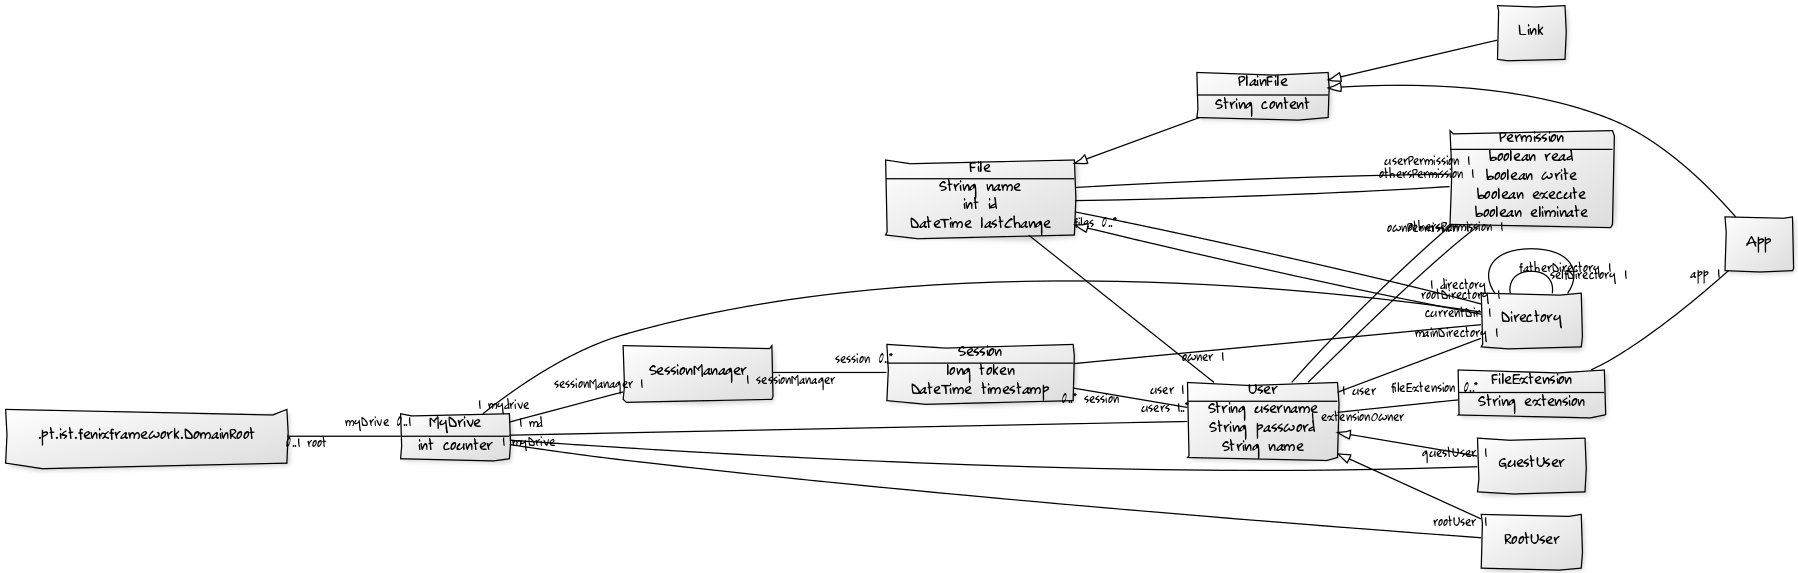 Link
PlainFile
String content
Permission
boolean read
boolean write
boolean execute
boolean eliminate
userPermission 1
othersPermission 1
File
String name
int id
DateTime lastChange
files 0..*
othersPermission 1
App
app 1
fatherDirectory 1
selfDirectory 1
1 directory
rootDirectory 1
currentDir 1
mainDirectory 1
Directory
SessionManager
sessionManager 1
1 sessionManager
session 0..*
Session
long token
DateTime timestamp
0..* session
owner 1
user 1
users 1..*
User
String username
String password
String name
1 user
fileExtension 0..*
extensionOwner
FileExtension
String extension
.pt.ist.fenixframework.DomainRoot
0..1 root
myDrive 0..1
1 mydrive
1 md
MyDrive
int counter
1 myDrive
guestUser 1
GuestUser
rootUser 1
RootUser